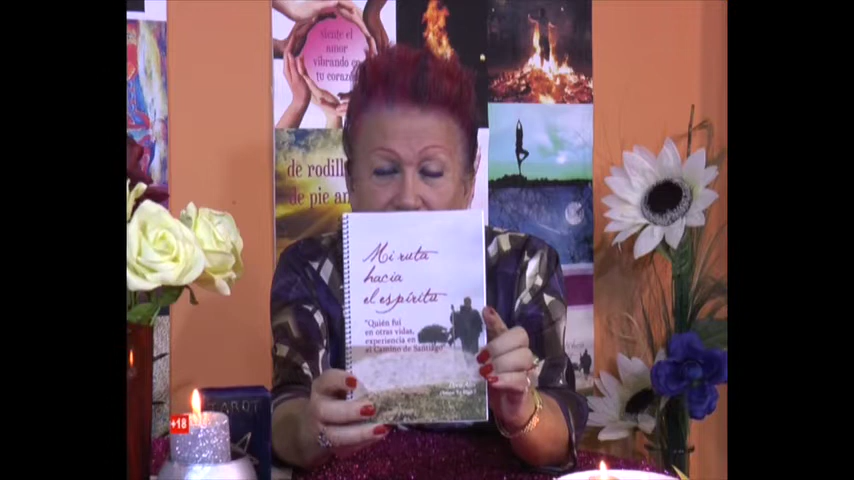 siente el
amor
vibrando en
tu corazón
de rodill
de pie an
Mi ruta
hacia
el espíritu
"Quién fui
en otras vidas,
experiencia en
el Camino de Santiago"
+18
TAROT